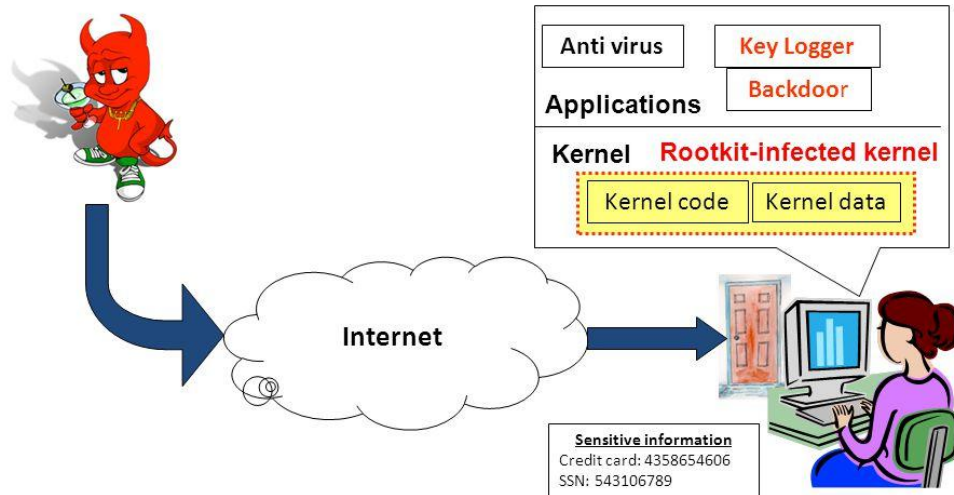 Anti virus
Key Logger
Backdoor
Applications
Kernel
Rootkit-infected kernel
Kernel code
Kernel data
Internet
Sensitive information
Credit card: 4358654606
SSN: 543106789